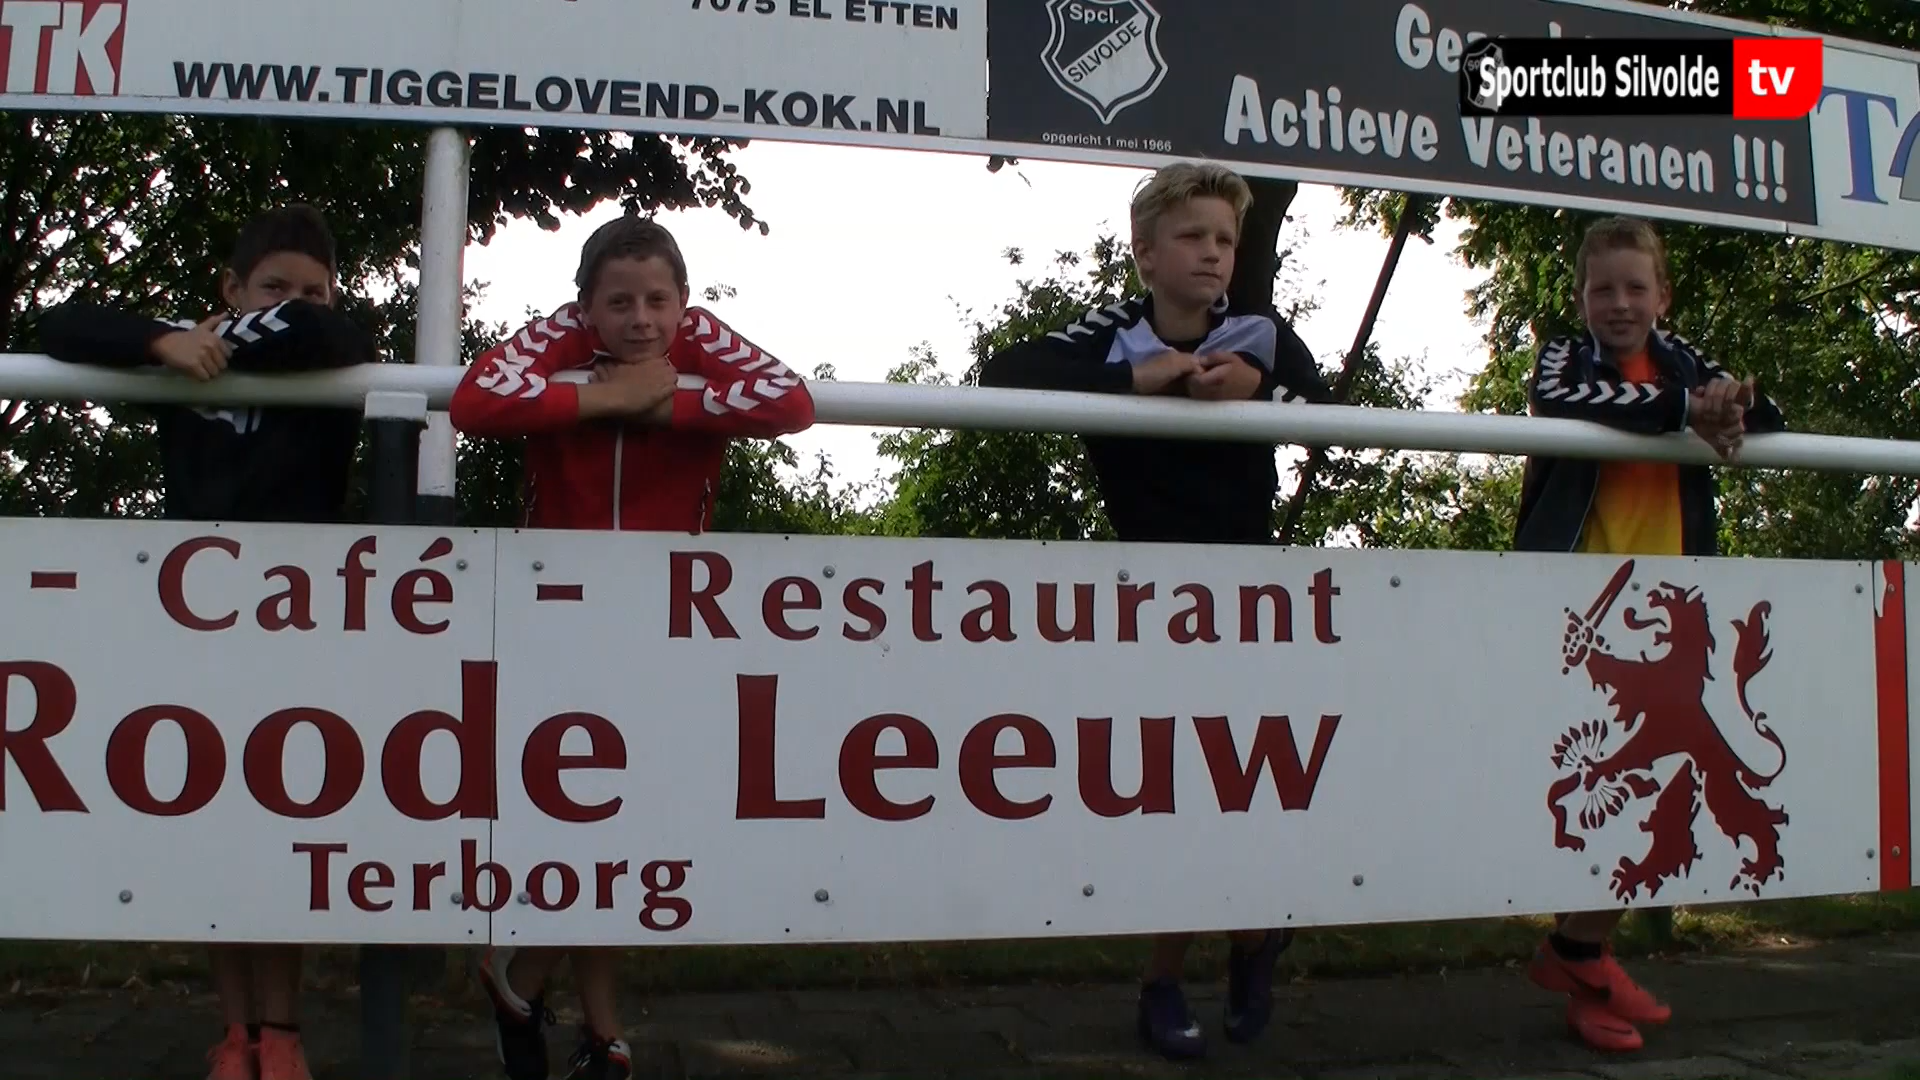 7075 EL ETTEN
TK
WWW.TIGGELOVEND-KOK.NL
Spcl.
SILVOLDE
opgericht 1 mei 1966
Actieve Veteranen !!!
Sportclub Silvolde tv
T
- Café - Restaurant
Roode Leeuw
Terborg